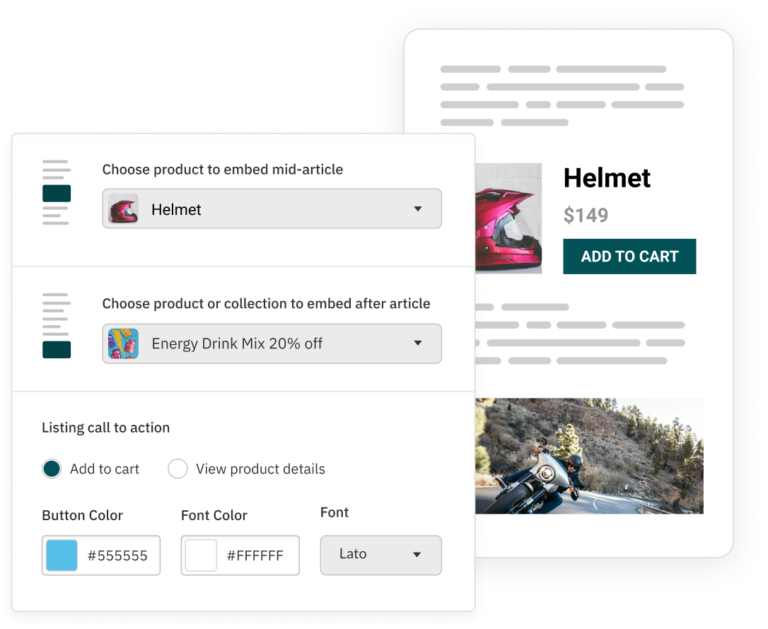 Choose product to embed mid-article
Helmet
Choose product or collection to embed after article
Energy Drink Mix 20% off
Listing call to action
Add to cart
View product details
Button Color
Font Color
Font
#555555
#FFFFFF
Lato
Helmet
$149
ADD TO CART